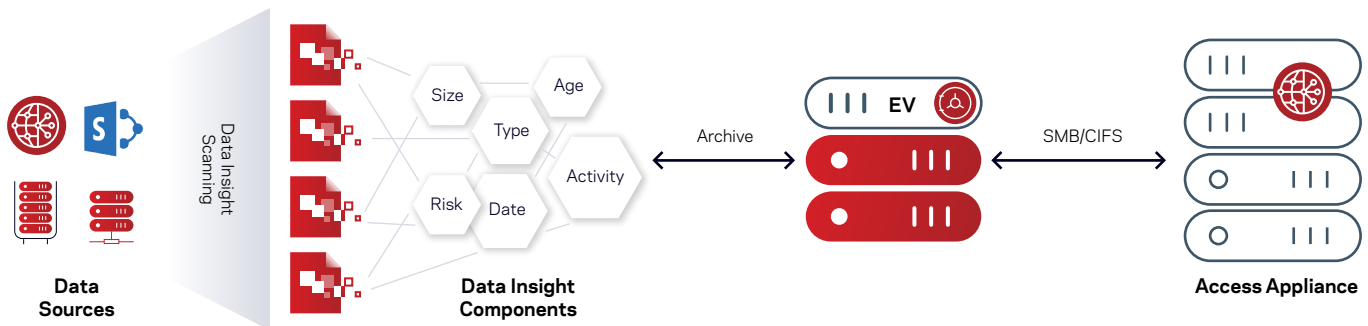 S
Data
Sources
Data Insight
Scanning
Size
Age
Type
Activity
Risk
Date
Data Insight
Components
Archive
EV
SMB/CIFS
Access Appliance